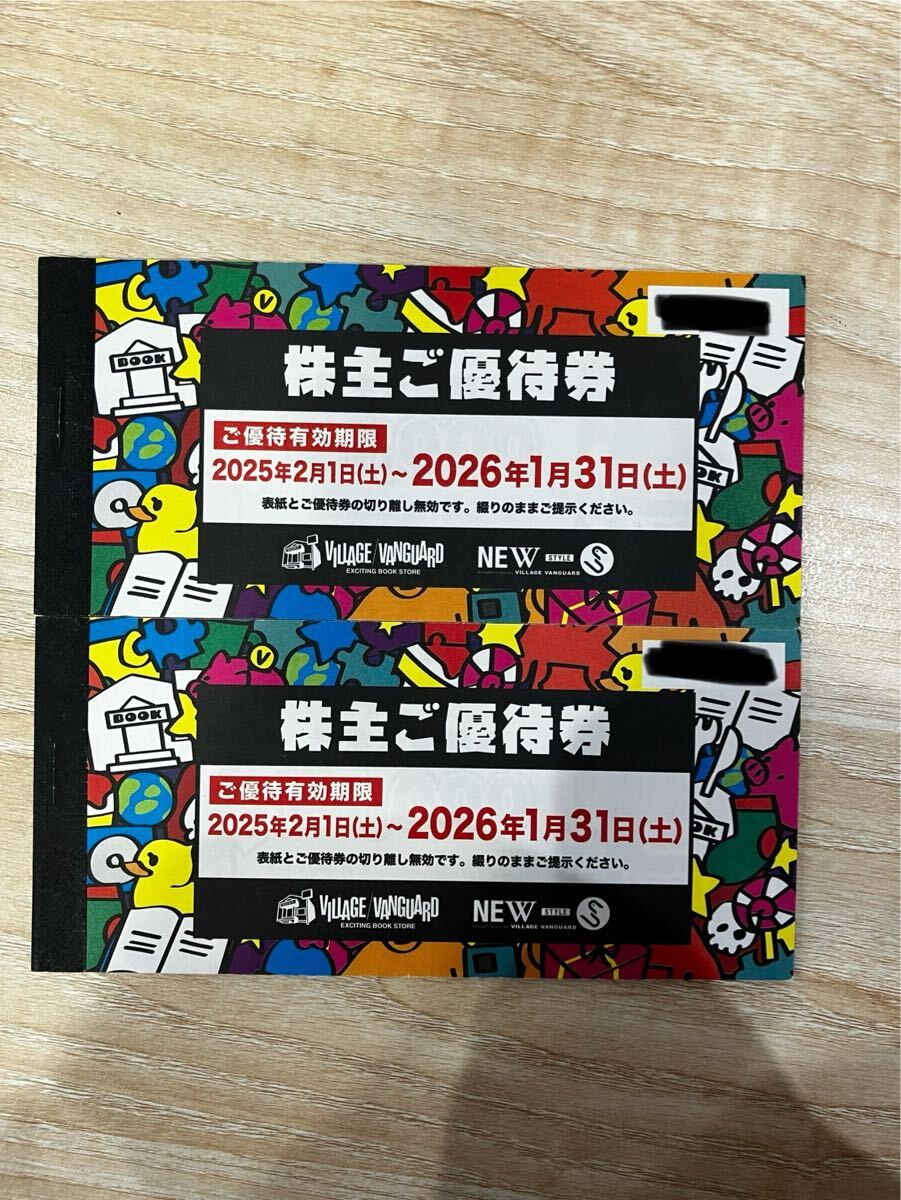 BOOK
株主ご優待券
ご優待有効期限
2025年2月1日(土)～2026年1月31日(土)
表紙とご優待券の切り離し無効です。綴りのままご提示ください。
VILLAGE/VANGUARD
EXCITING BOOK STORE
NEW STYLE
VILLAGE VANGUARD
BOOK
株主ご優待券
ご優待有効期限
2025年2月1日(土)～2026年1月31日(土)
表紙とご優待券の切り離し無効です。綴りのままご提示ください。
VILLAGE/VANGUARD
EXCITING BOOK STORE
NEW STYLE
VILLAGE VANGUARD